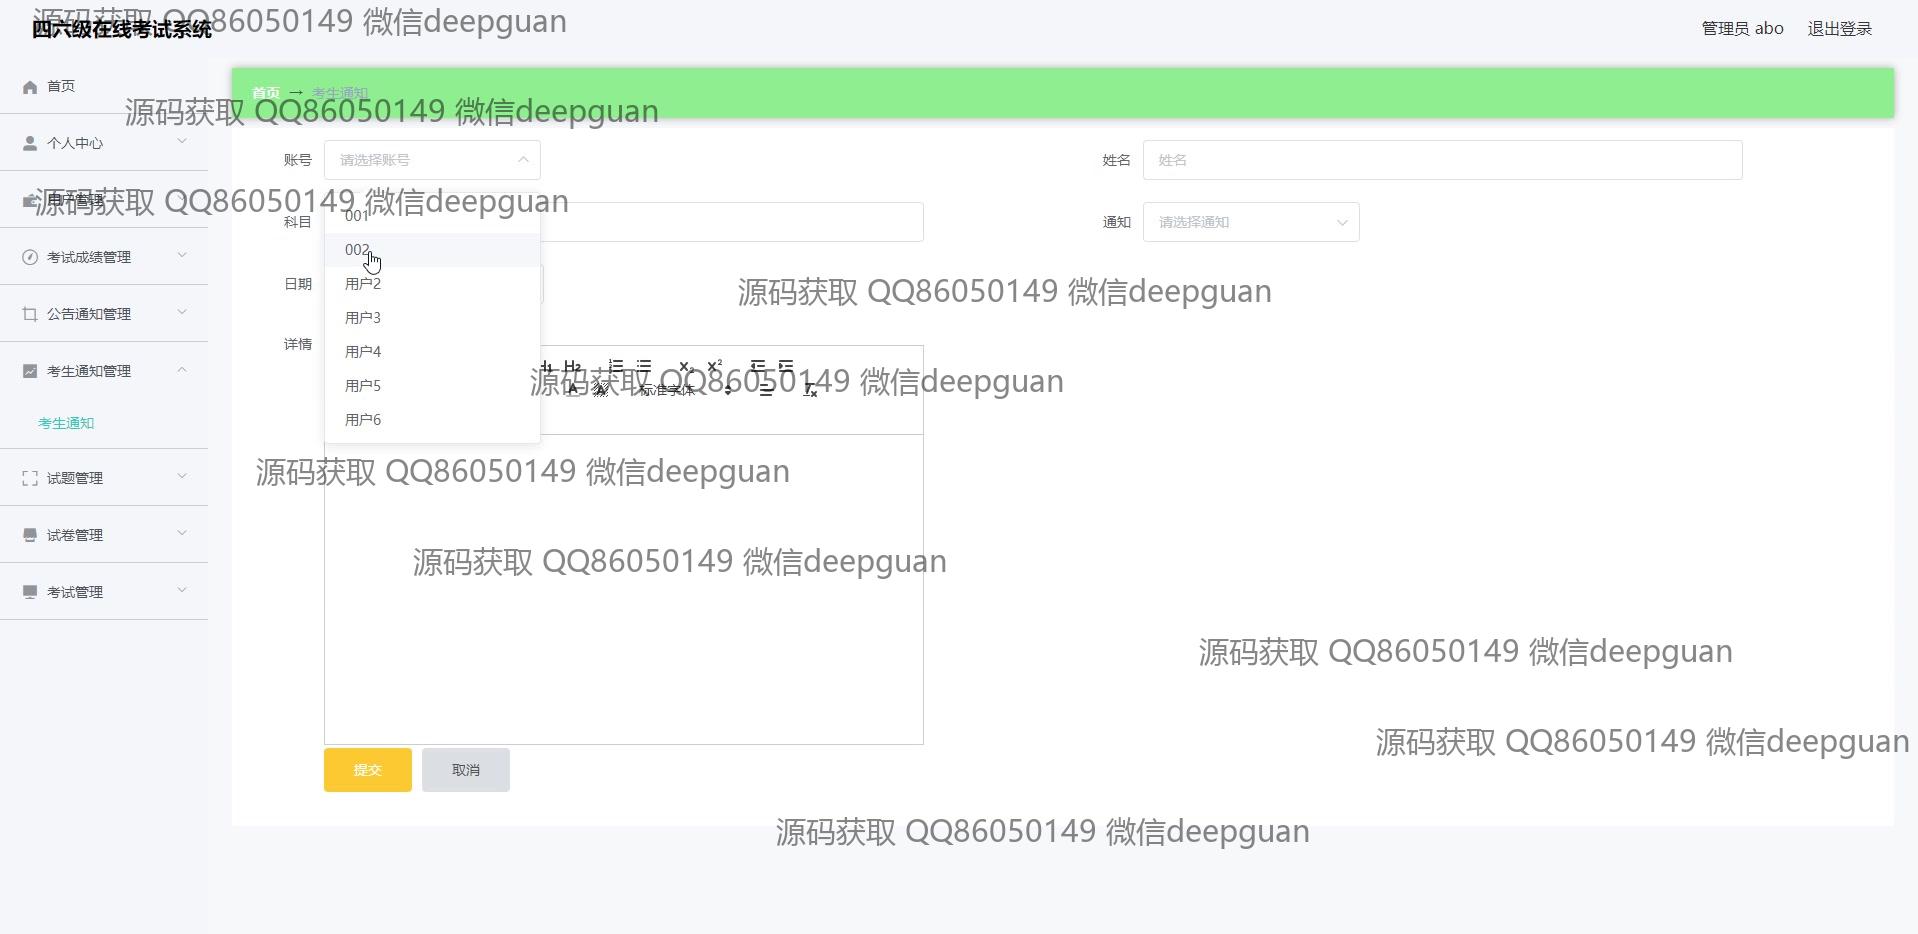 源码获取 QQ86050149 微信deepguan
四六级在线考试系统
管理员 abo
退出登录
首页
首页 → 考生通知
源码获取 QQ86050149 微信deepguan
个人中心
账号
请选择账号
姓名
姓名
用户管理
源码获取 QQ86050149 微信deepguan
001
科目
通知
请选择通知
002
考试成绩管理
日期
用户2
源码获取 QQ86050149 微信deepguan
公告通知管理
用户3
详情
用户4
考生通知管理
H₂
X₂ X²
源码获取 QQ86050149 微信deepguan
用户5
标准字体
考生通知
用户6
源码获取 QQ86050149 微信deepguan
试题管理
试卷管理
源码获取 QQ86050149 微信deepguan
考试管理
源码获取 QQ86050149 微信deepguan
源码获取 QQ86050149 微信deepguan
提交
取消
源码获取 QQ86050149 微信deepguan